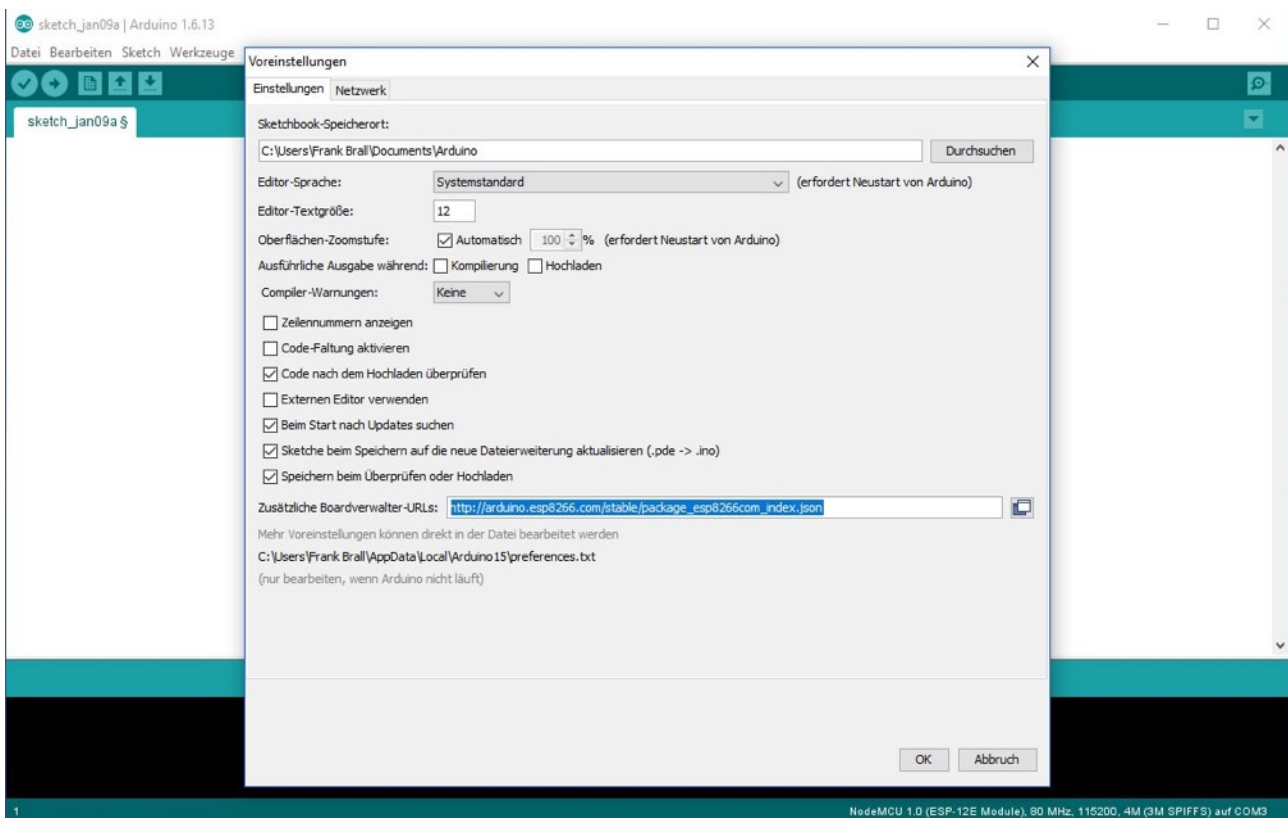 sketch_jan09a | Arduino 1.6.13
Datei Bearbeiten Sketch Werkzeuge
Voreinstellungen
Einstellungen Netzwerk
sketch_jan09a §
Sketchbook-Speicherort:
C:\Users\Frank Brall\Documents\Arduino Durchsuchen
Editor-Sprache: Systemstandard (erfordert Neustart von Arduino)
Editor-Textgröße: 12
Oberflächen-Zoomstufe: Automatisch 100 % (erfordert Neustart von Arduino)
Ausführliche Ausgabe während: Kompilierung Hochladen
Compiler-Warnungen: Keine
Zeilennummern anzeigen
Code-Faltung aktivieren
Code nach dem Hochladen überprüfen
Externen Editor verwenden
Beim Start nach Updates suchen
Sketche beim Speichern auf die neue Dateierweiterung aktualisieren (.pde -> .ino)
Speichern beim Überprüfen oder Hochladen
Zusätzliche Boardverwalter-URLs: http://arduino.esp8266.com/stable/package_esp8266com_index.json
Mehr Voreinstellungen können direkt in der Datei bearbeitet werden
C:\Users\Frank Brall\AppData\Local\Arduino15\preferences.txt
(nur bearbeiten, wenn Arduino nicht läuft)
OK Abbruch
1 NodeMCU 1.0 (ESP-12E Module), 80 MHz, 115200, 4M (3M SPIFFS) auf COM3